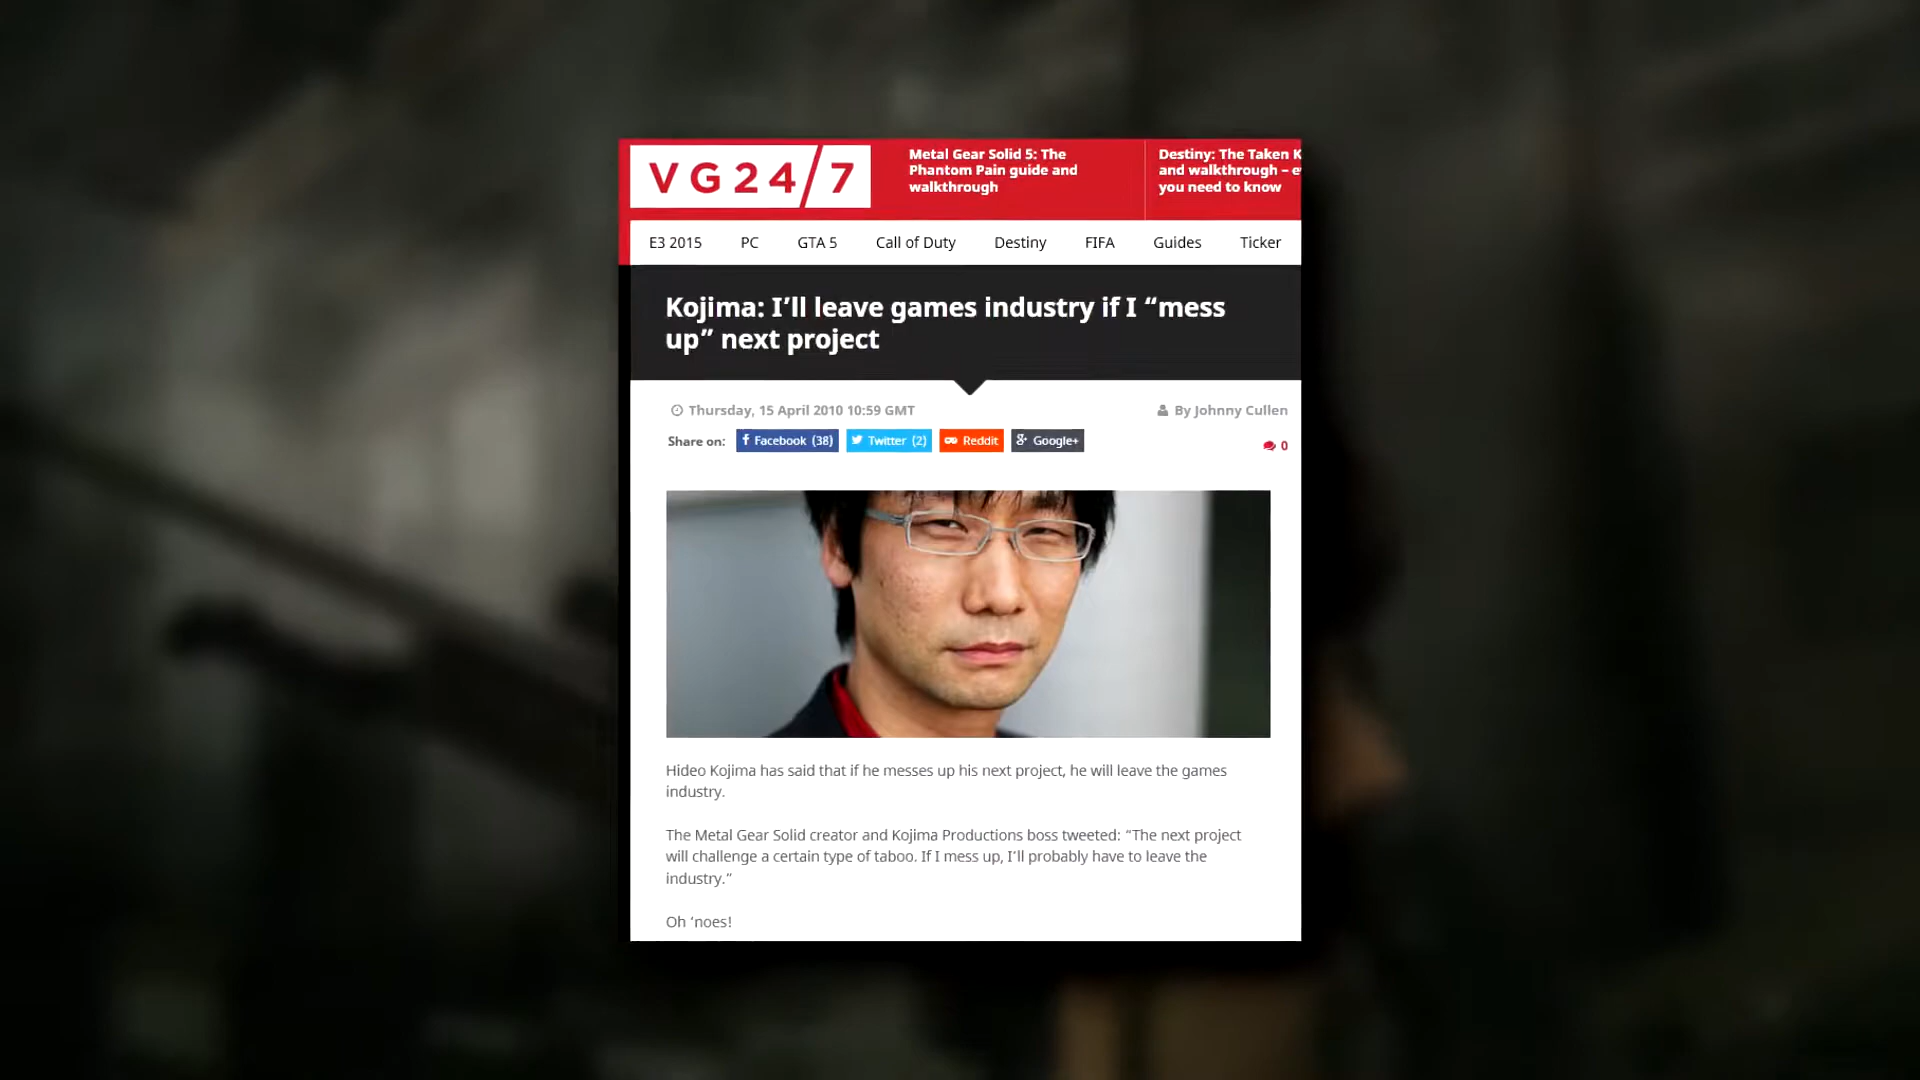 VG24/7
Metal Gear Solid 5: The
Phantom Pain guide and
walkthrough
Destiny: The Taken K
and walkthrough – e
you need to know
E3 2015 PC GTA 5 Call of Duty Destiny FIFA Guides Ticker
Kojima: I’ll leave games industry if I “mess
up” next project
Thursday, 15 April 2010 10:59 GMT
By Johnny Cullen
Share on: Facebook (38) Twitter (2) Reddit Google+
0
Hideo Kojima has said that if he messes up his next project, he will leave the games
industry.
The Metal Gear Solid creator and Kojima Productions boss tweeted: “The next project
will challenge a certain type of taboo. If I mess up, I’ll probably have to leave the
industry.”
Oh ‘noes!